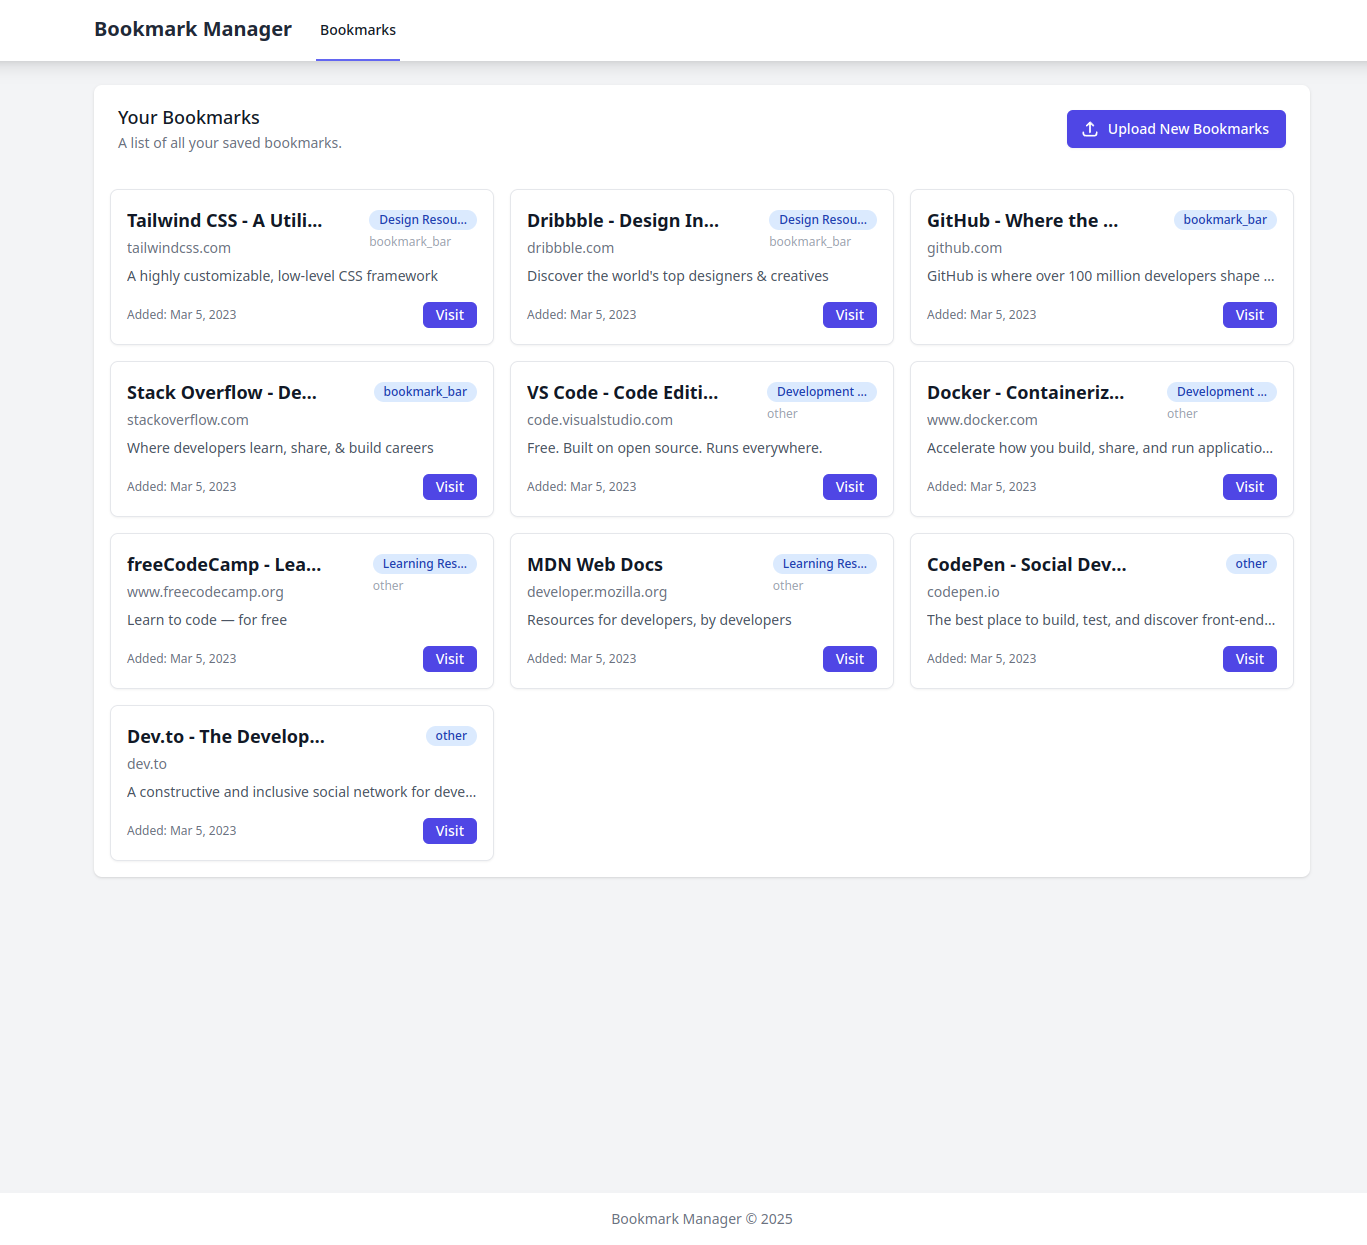 Bookmark Manager
Bookmarks
Your Bookmarks
A list of all your saved bookmarks.
Upload New Bookmarks
Tailwind CSS - A Utili...
Design Resou...
bookmark_bar
tailwindcss.com
A highly customizable, low-level CSS framework
Added: Mar 5, 2023
Visit
Dribbble - Design In...
Design Resou...
bookmark_bar
dribbble.com
Discover the world's top designers & creatives
Added: Mar 5, 2023
Visit
GitHub - Where the ...
bookmark_bar
github.com
GitHub is where over 100 million developers shape ...
Added: Mar 5, 2023
Visit
Stack Overflow - De...
bookmark_bar
stackoverflow.com
Where developers learn, share, & build careers
Added: Mar 5, 2023
Visit
VS Code - Code Editi...
Development ...
other
code.visualstudio.com
Free. Built on open source. Runs everywhere.
Added: Mar 5, 2023
Visit
Docker - Containeriz...
Development ...
other
www.docker.com
Accelerate how you build, share, and run applicatio...
Added: Mar 5, 2023
Visit
freeCodeCamp - Lea...
Learning Res...
other
www.freecodecamp.org
Learn to code — for free
Added: Mar 5, 2023
Visit
MDN Web Docs
Learning Res...
other
developer.mozilla.org
Resources for developers, by developers
Added: Mar 5, 2023
Visit
CodePen - Social Dev...
other
codepen.io
The best place to build, test, and discover front-end...
Added: Mar 5, 2023
Visit
Dev.to - The Develop...
other
dev.to
A constructive and inclusive social network for deve...
Added: Mar 5, 2023
Visit
Bookmark Manager © 2025